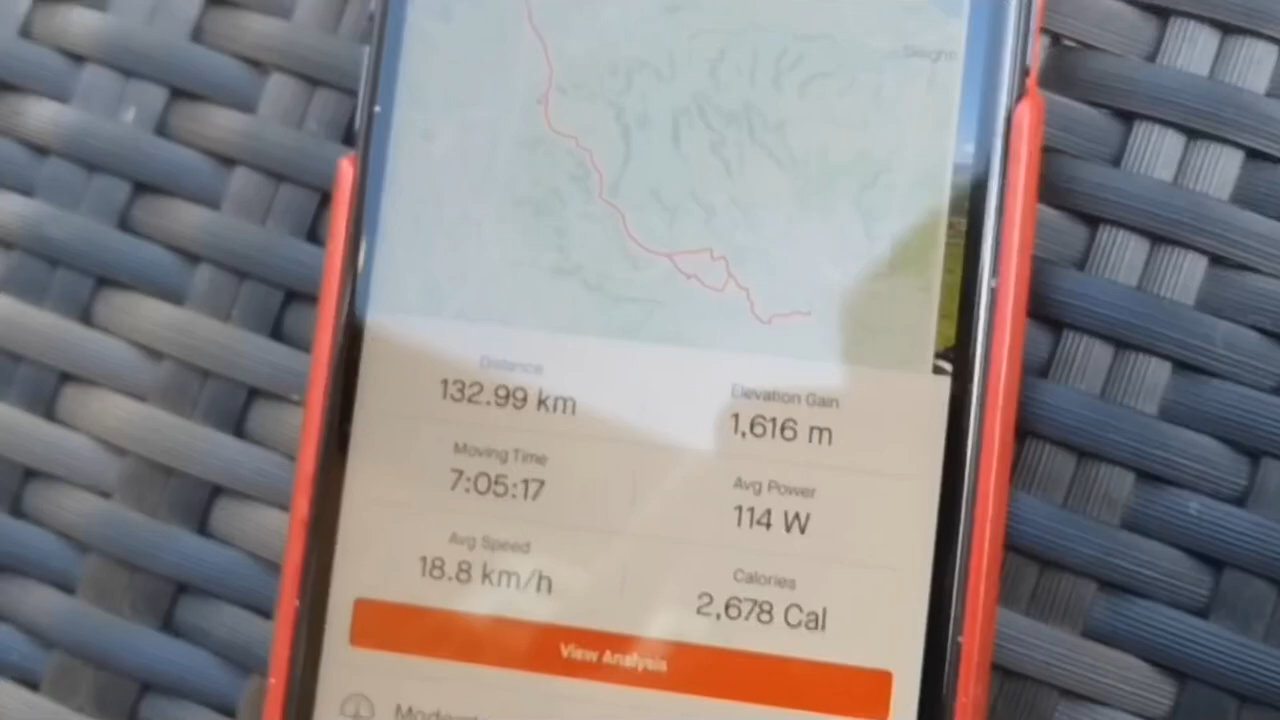 Distance
132.99 km
Elevation Gain
1,616 m
Moving Time
7:05:17
Avg Power
114 W
Avg Speed
18.8 km/h
Calories
2,678 Cal
View Analysis